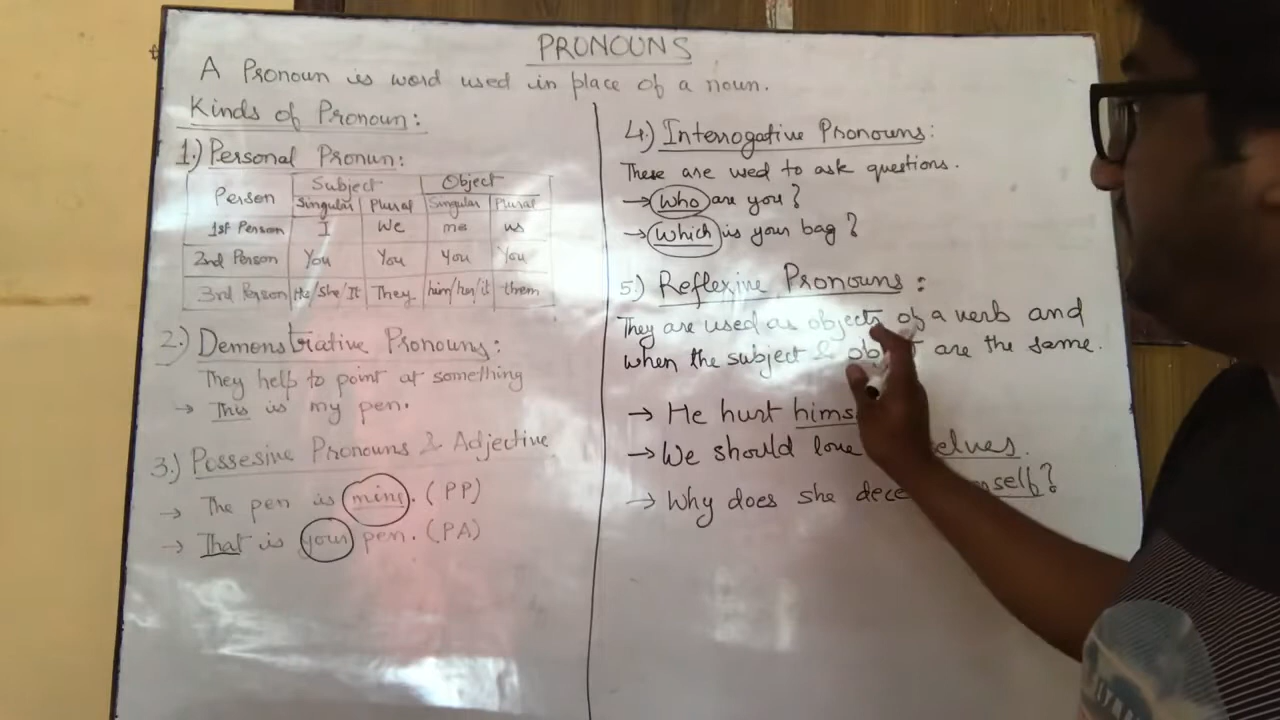 PRONOUNS
A Pronoun is word used in place of a noun.
Kinds of Pronoun:
1.) Personal Pronun:
Person Subject Object
Singular Plural Singular Plural
1st Person I We me us
2nd Person You You You You
3rd Person He/She/It They him/her/it them
2.) Demonstrative Pronouns:
They help to point at something
→ This is my pen.
3.) Possesive Pronouns & Adjective
→ The pen is mine. (PP)
→ That is your pen. (PA)
4.) Interrogative Pronouns:
These are used to ask questions.
→ Who are you?
→ Which is your bag?
5.) Reflexive Pronouns:
They are used as objects of a verb and
when the subject & are the same.
→ He hurt
→ We should love
→ Why does she